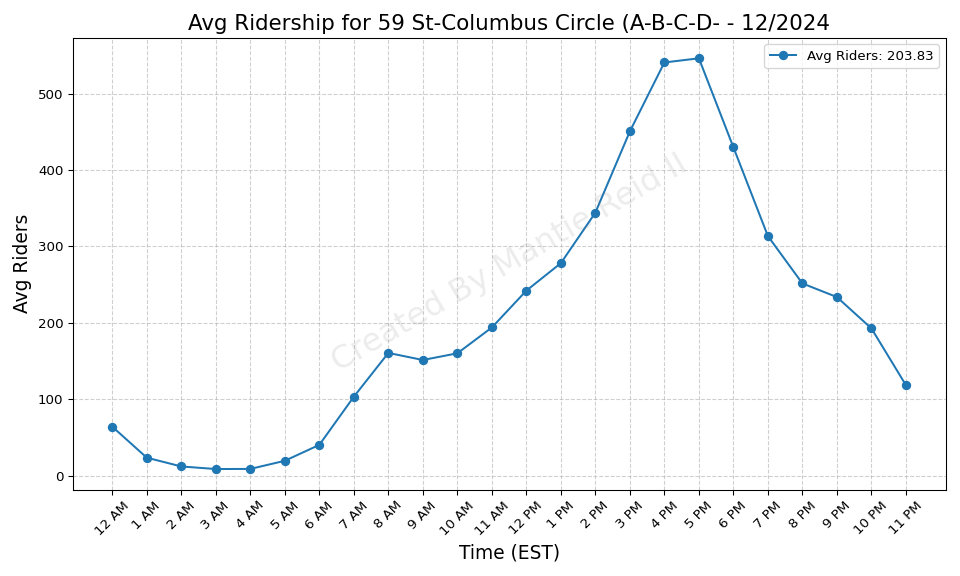 Avg Ridership for 59 St-Columbus Circle (A-B-C-D- - 12/2024
Avg Riders: 203.83
500
400
300
200
100
0
Avg Riders
Created By Mantie Reid II
12 AM
1 AM
2 AM
3 AM
4 AM
5 AM
6 AM
7 AM
8 AM
9 AM
10 AM
11 AM
12 PM
1 PM
2 PM
3 PM
4 PM
5 PM
6 PM
7 PM
8 PM
9 PM
10 PM
11 PM
Time (EST)